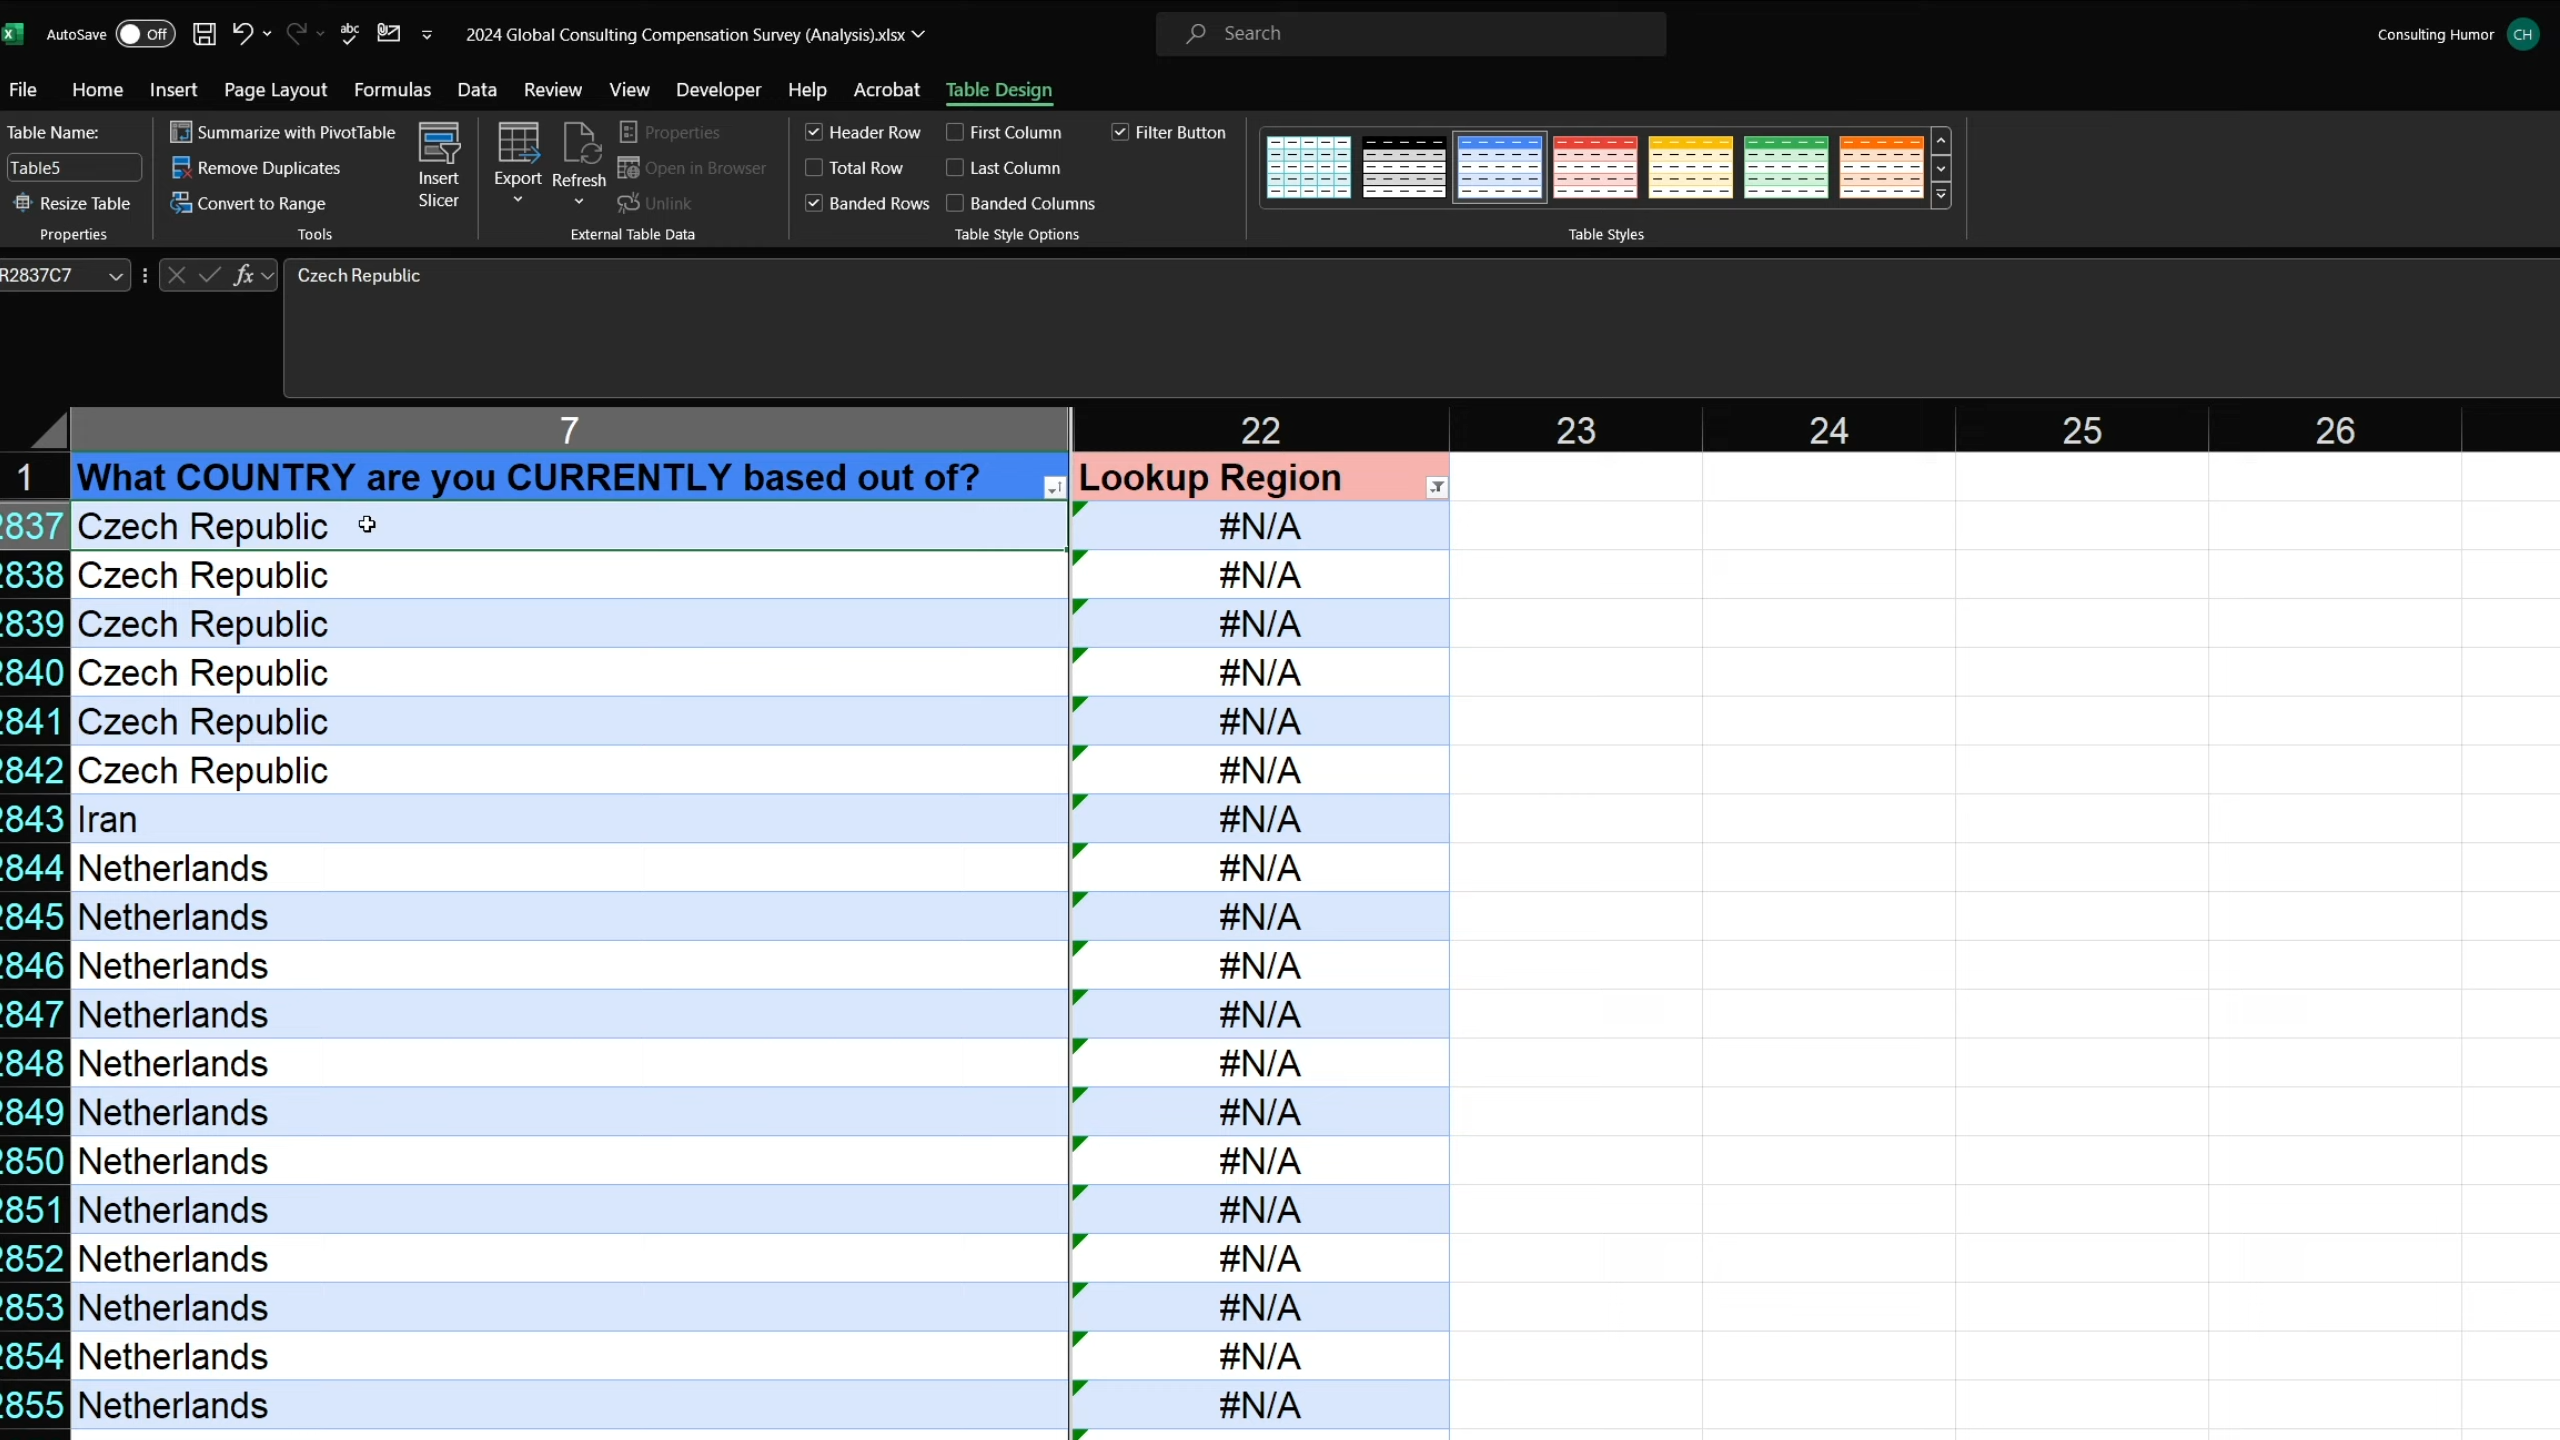 AutoSave Off abc 2024 Global Consulting Compensation Survey (Analysis).xlsx Search Consulting Humor CH
File Home Insert Page Layout Formulas Data Review View Developer Help Acrobat Table Design
Table Name:
Table5
Resize Table
Properties
Summarize with PivotTable
Remove Duplicates
Convert to Range
Tools
Insert
Slicer
Export
Refresh
Properties
Open in Browser
Unlink
External Table Data
Header Row
First Column
Filter Button
Total Row
Last Column
Banded Rows
Banded Columns
Table Style Options
Table Styles
R2837C7 fx Czech Republic
7 22 23 24 25 26
1 What COUNTRY are you CURRENTLY based out of? Lookup Region
2837 Czech Republic #N/A
2838 Czech Republic #N/A
2839 Czech Republic #N/A
2840 Czech Republic #N/A
2841 Czech Republic #N/A
2842 Czech Republic #N/A
2843 Iran #N/A
2844 Netherlands #N/A
2845 Netherlands #N/A
2846 Netherlands #N/A
2847 Netherlands #N/A
2848 Netherlands #N/A
2849 Netherlands #N/A
2850 Netherlands #N/A
2851 Netherlands #N/A
2852 Netherlands #N/A
2853 Netherlands #N/A
2854 Netherlands #N/A
2855 Netherlands #N/A